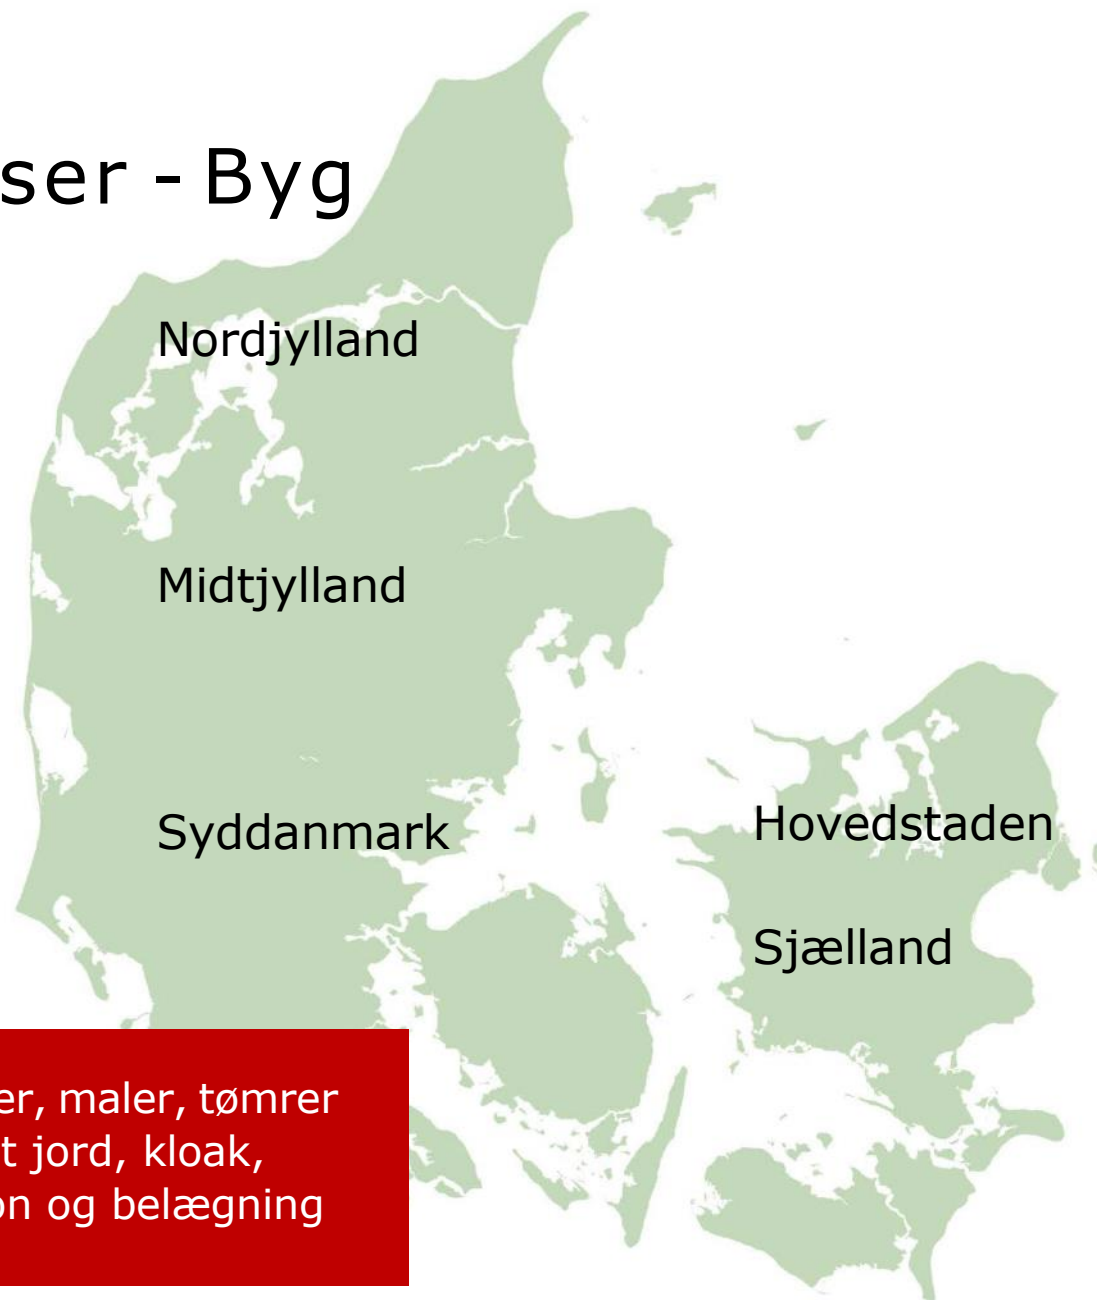 ser - Byg
Nordjylland
Midtjylland
Syddanmark
Hovedstaden
Sjælland
er, maler, tømrer
t jord, kloak,
on og belægning